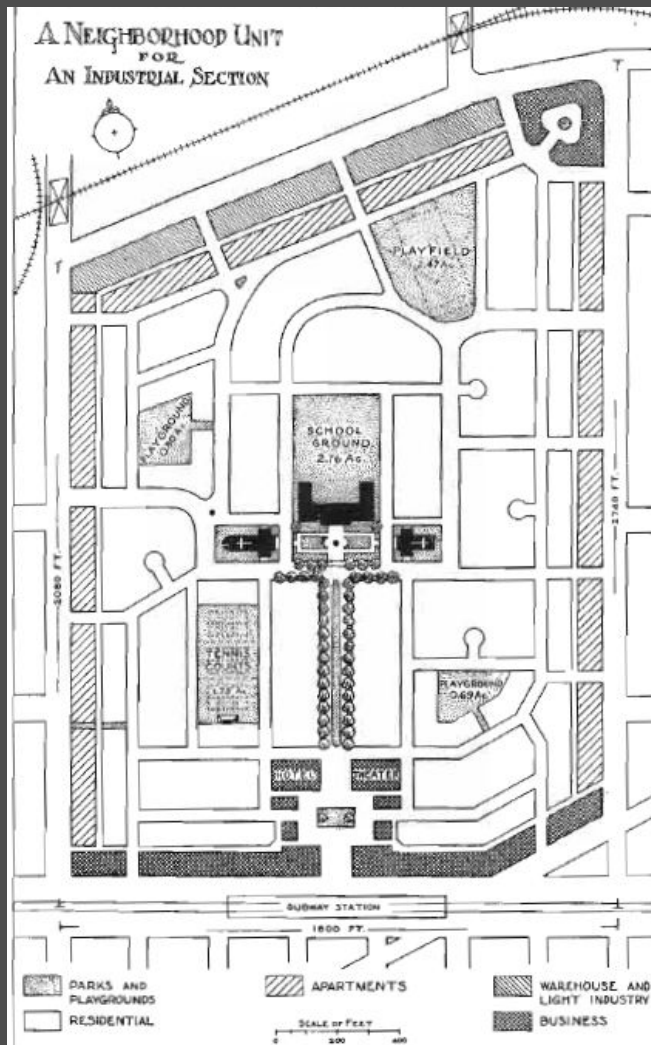 A NEIGHBORHOOD UNIT
FOR
AN INDUSTRIAL SECTION
PLAYFIELD
SCHOOL
GROUND
2.16 Ac.
PLAYGROUND
TENNIS
COURTS
PLAYGROUND
0.69 Ac.
2080 FT.
2740 FT.
HOTEL
THEATER
SUBWAY STATION
1800 FT.
PARKS AND
PLAYGROUNDS
RESIDENTIAL
APARTMENTS
WAREHOUSE AND
LIGHT INDUSTRY
BUSINESS
SCALE OF FEET
0 200 400